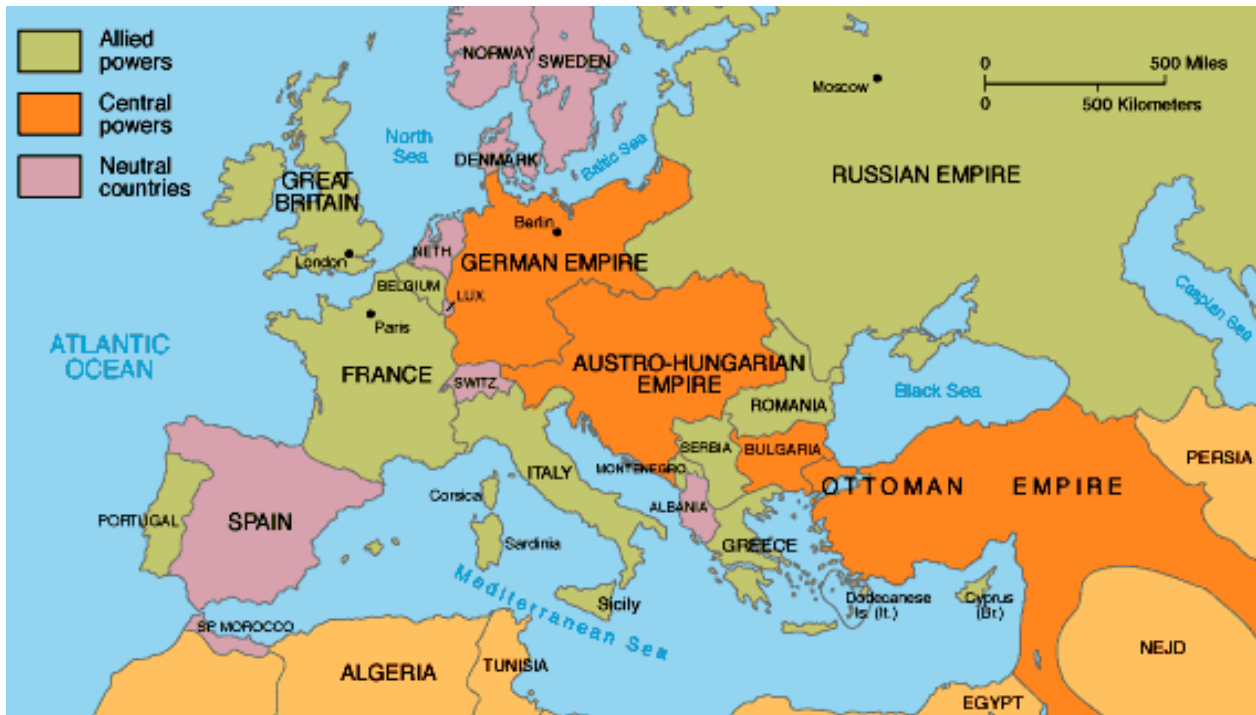 Allied
powers
Central
powers
Neutral
countries
0 500 Miles
0 500 Kilometers
NORWAY
SWEDEN
Moscow
North
Sea
DENMARK
Baltic Sea
RUSSIAN EMPIRE
GREAT
BRITAIN
Berlin
London
NETH
GERMAN EMPIRE
BELGIUM
LUX
Caspian Sea
Paris
ATLANTIC
OCEAN
FRANCE
SWITZ
AUSTRO-HUNGARIAN
EMPIRE
Black Sea
ROMANIA
SERBIA
BULGARIA
PERSIA
ITALY
MONTENEGRO
OTTOMAN EMPIRE
Corsica
ALBANIA
PORTUGAL
SPAIN
Sardinia
GREECE
Mediterranean Sea
Sicily
Dodecanese
Is. (It.)
Cyprus
(Br.)
SP. MOROCCO
ALGERIA
TUNISIA
NEJD
EGYPT